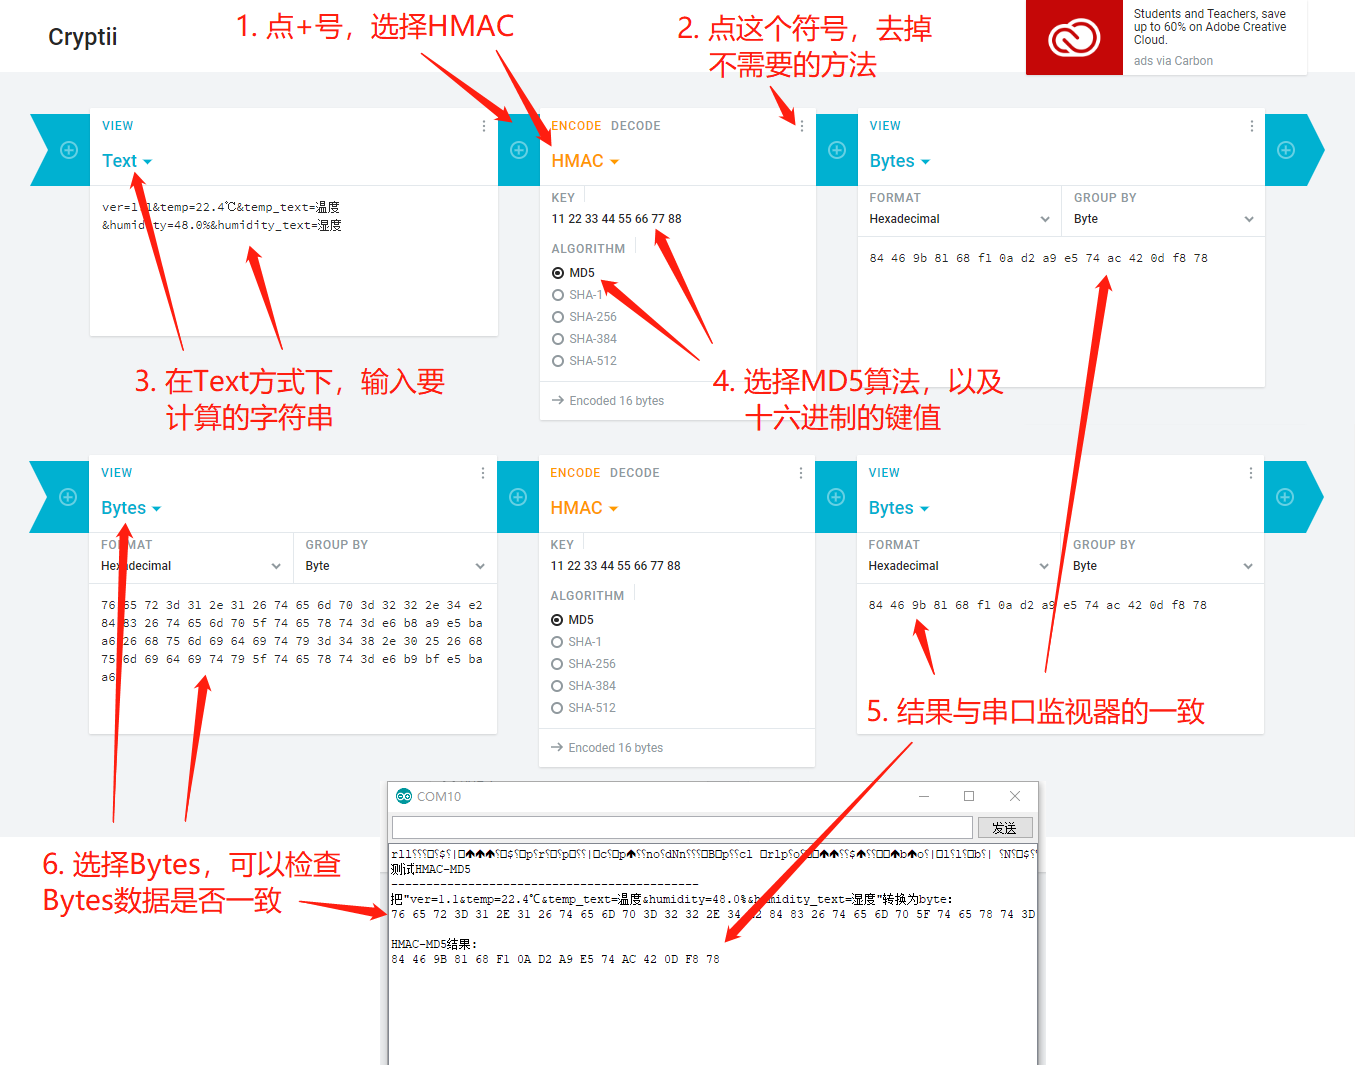 Cryptii
1. 点+号，选择HMAC
2. 点这个符号，去掉
不需要的方法
Students and Teachers, save
up to 60% on Adobe Creative
Cloud.
ads via Carbon
VIEW
Text
ver=1.1&temp=22.4℃&temp_text=温度
&humidity=48.0%&humidity_text=湿度
ENCODE DECODE
HMAC
KEY
11 22 33 44 55 66 77 88
ALGORITHM
MD5
SHA-1
SHA-256
SHA-384
SHA-512
→ Encoded 16 bytes
VIEW
Bytes
FORMAT
Hexadecimal
GROUP BY
Byte
84 46 9b 81 68 f1 0a d2 a9 e5 74 ac 42 0d f8 78
3. 在Text方式下，输入要
计算的字符串
4. 选择MD5算法，以及
十六进制的键值
VIEW
Bytes
FORMAT
Hexadecimal
GROUP BY
Byte
76 65 72 3d 31 2e 31 26 74 65 6d 70 3d 32 32 2e 34 e2
84 83 26 74 65 6d 70 5f 74 65 78 74 3d e6 b8 a9 e5 ba
a6 26 68 75 6d 69 64 69 74 79 3d 34 38 2e 30 25 26 68
75 6d 69 64 69 74 79 5f 74 65 78 74 3d e6 b9 bf e5 ba
a6
ENCODE DECODE
HMAC
KEY
11 22 33 44 55 66 77 88
ALGORITHM
MD5
SHA-1
SHA-256
SHA-384
SHA-512
→ Encoded 16 bytes
VIEW
Bytes
FORMAT
Hexadecimal
GROUP BY
Byte
84 46 9b 81 68 f1 0a d2 a9 e5 74 ac 42 0d f8 78
5. 结果与串口监视器的一致
6. 选择Bytes，可以检查
Bytes数据是否一致
COM10
发送
测试HMAC-MD5
--------------------------------------------
把"ver=1.1&temp=22.4℃&temp_text=温度&humidity=48.0%&humidity_text=湿度"转换为byte:
76 65 72 3D 31 2E 31 26 74 65 6D 70 3D 32 32 2E 34 E2 84 83 26 74 65 6D 70 5F 74 65 78 74 3D
HMAC-MD5结果:
84 46 9B 81 68 F1 0A D2 A9 E5 74 AC 42 0D F8 78